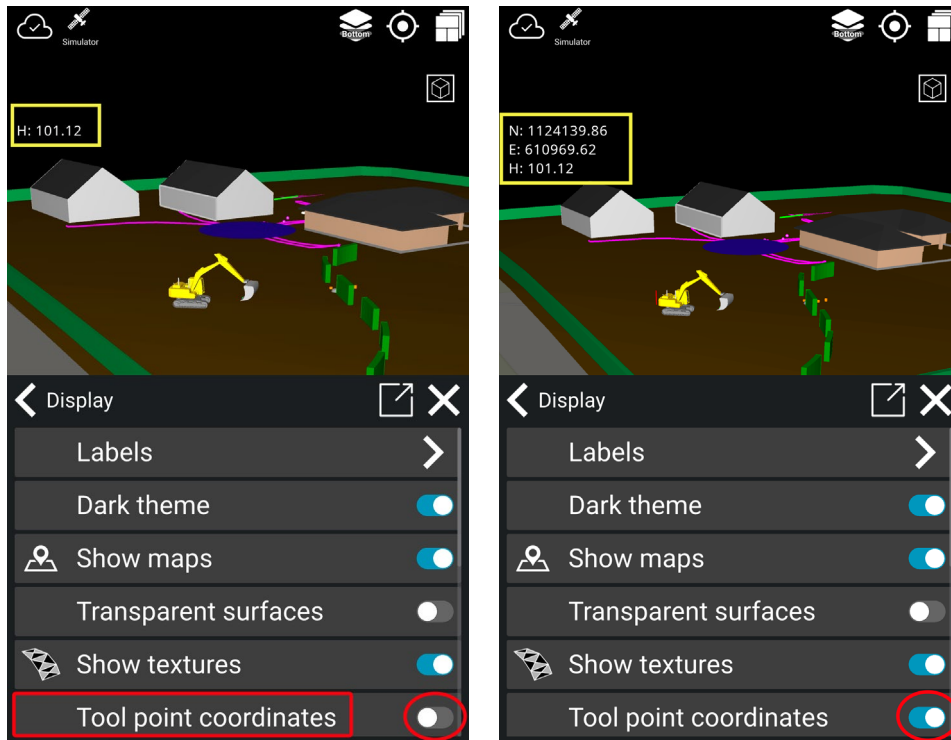 Simulator
Bottom
H: 101.12
Display
Labels
Dark theme
Show maps
Transparent surfaces
Show textures
Tool point coordinates
Simulator
Bottom
N: 1124139.86
E: 610969.62
H: 101.12
Display
Labels
Dark theme
Show maps
Transparent surfaces
Show textures
Tool point coordinates